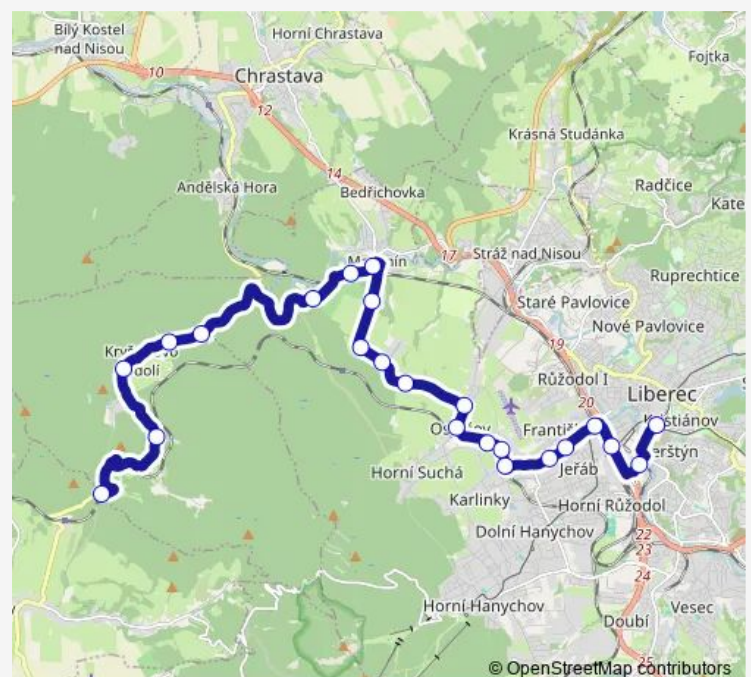 Bílý Kostel
nad Nisou
Horní Chrastava
Fojtka
10
Chrastava
12
Krásná Studánka
14
Andělská Hora
Bedřichovka
Radčice
Kate
17
Stráž nad Nisou
Ruprechtice
Staré Pavlovice
Nové Pavlovice
19
Růžodol I
20
Liberec
Horní Suchá
Jeřáb
Karlinky
Horní Růžodol
Dolní Hanychov
22
23
24
Horní Hanychov
Vesec
Doubí
25
© OpenStreetMap contributors